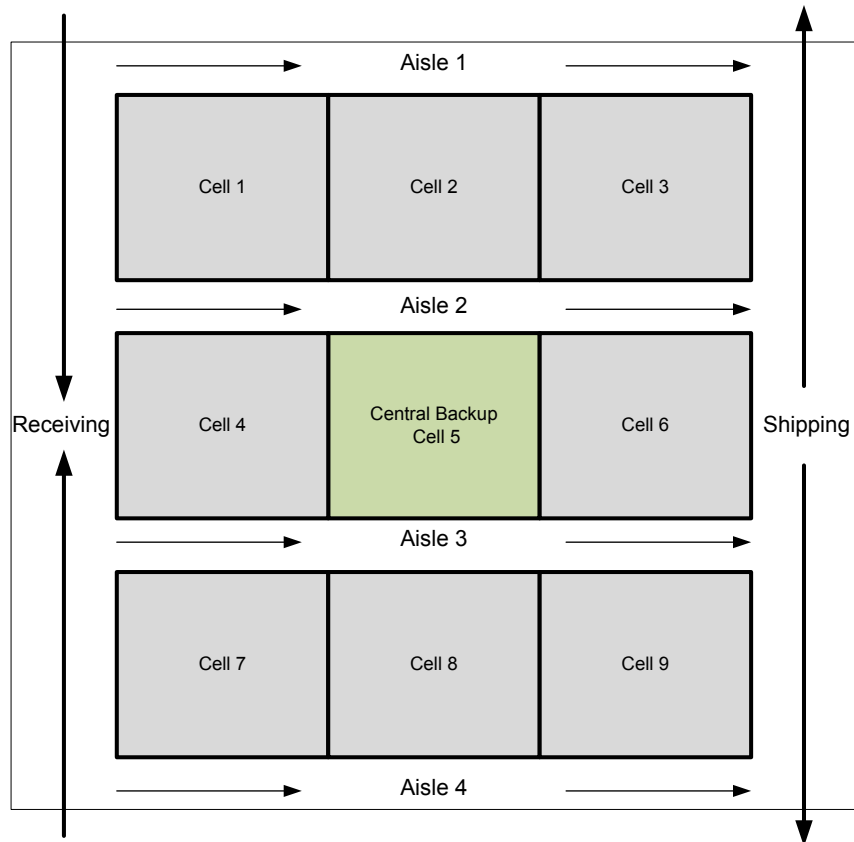 Aisle 1
Cell 1
Cell 2
Cell 3
Aisle 2
Receiving
Cell 4
Central Backup
Cell 5
Cell 6
Shipping
Aisle 3
Cell 7
Cell 8
Cell 9
Aisle 4